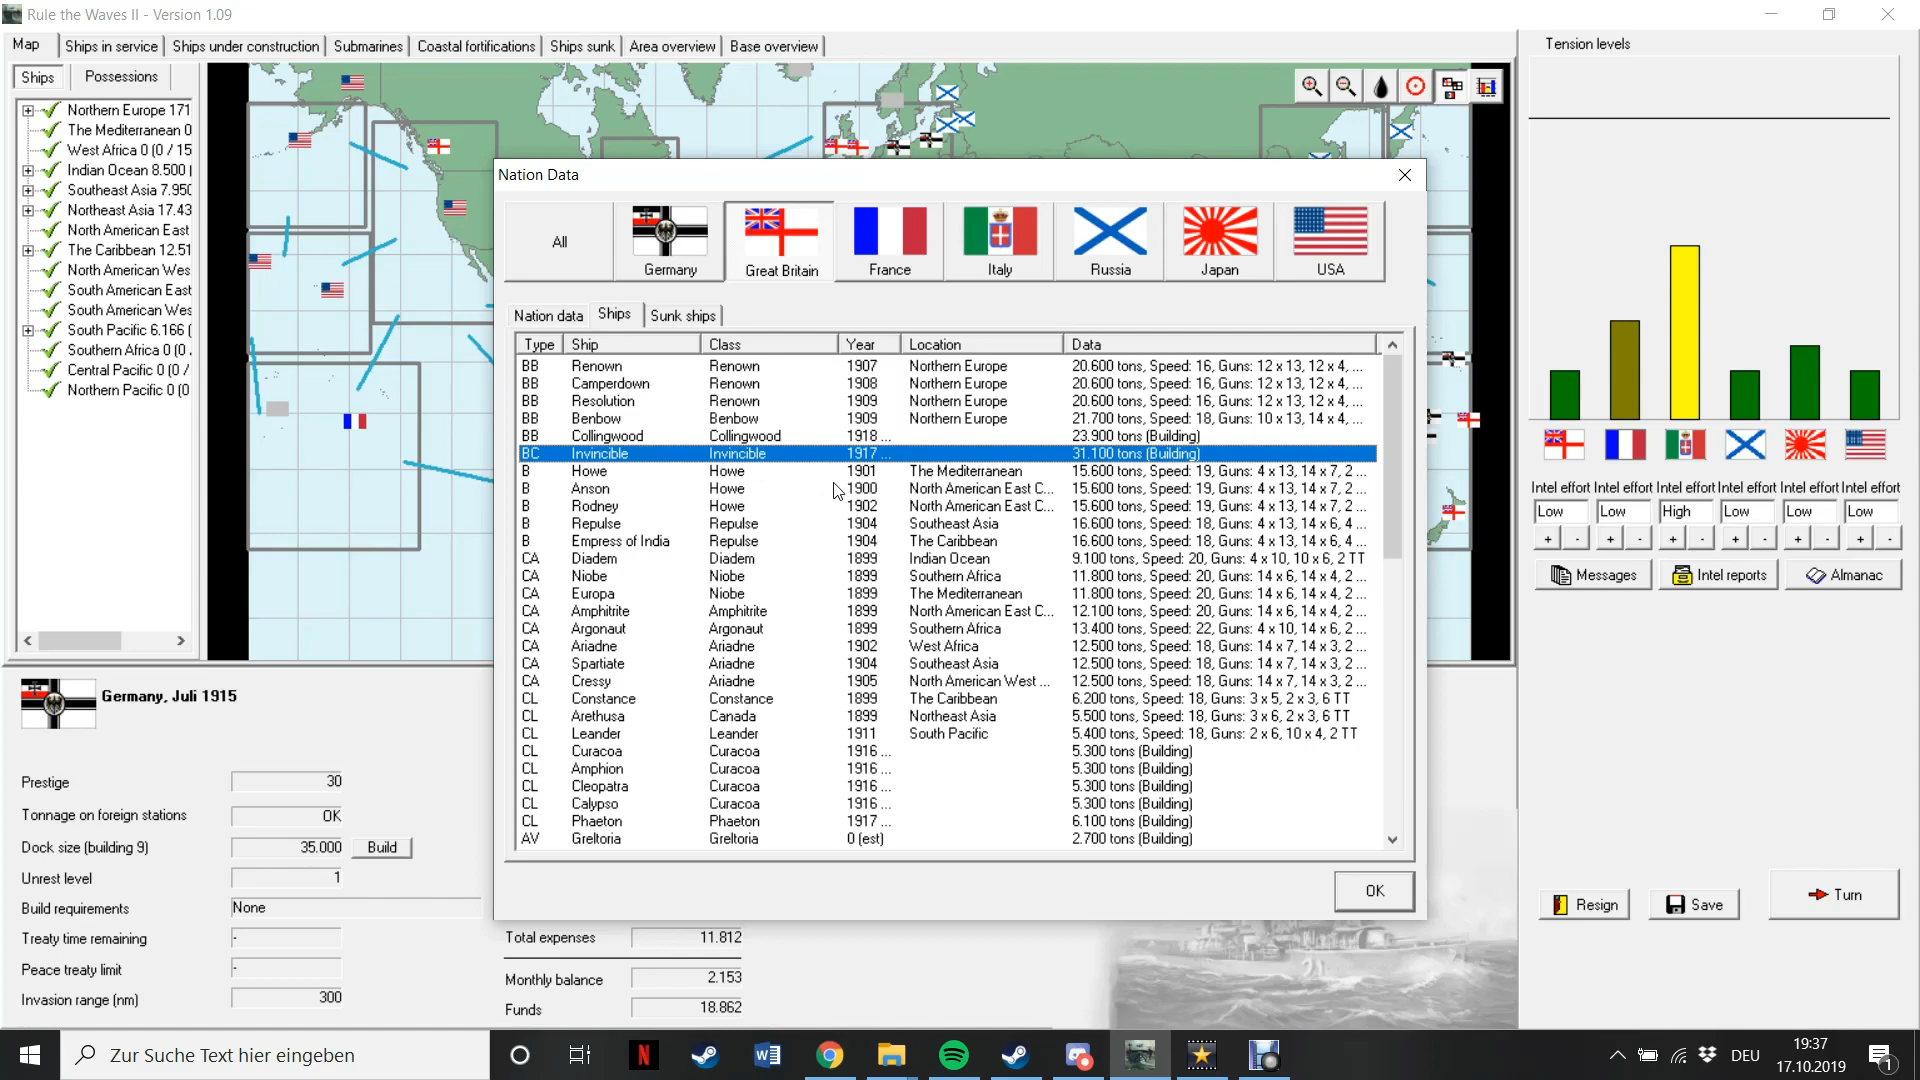 Rule the Waves II - Version 1.09
Map Ships in service Ships under construction Submarines Coastal fortifications Ships sunk Area overview Base overview
Ships Possessions
Northern Europe 171
The Mediterranean 0
West Africa 0 (0 / 15
Indian Ocean 8.500 (
Southeast Asia 7.950
Northeast Asia 17.43
North American East
The Caribbean 12.51
North American Wes
South American East
South American Wes
South Pacific 6.166 (
Southern Africa 0 (0 .
Central Pacific 0 (0 /
Northern Pacific 0 (0
Nation Data
All Germany Great Britain France Italy Russia Japan USA
Nation data Ships Sunk ships
Type Ship Class Year Location Data
BB Renown Renown 1907 Northern Europe 20.600 tons, Speed: 16, Guns: 12 x 13, 12 x 4, ...
BB Camperdown Renown 1908 Northern Europe 20.600 tons, Speed: 16, Guns: 12 x 13, 12 x 4, ...
BB Resolution Renown 1909 Northern Europe 20.600 tons, Speed: 16, Guns: 12 x 13, 12 x 4, ...
BB Benbow Benbow 1909 Northern Europe 21.700 tons, Speed: 18, Guns: 10 x 13, 14 x 4, ...
BB Collingwood Collingwood 1918 ... 23.900 tons (Building)
BC Invincible Invincible 1917 ... 31.100 tons (Building)
B Howe Howe 1901 The Mediterranean 15.600 tons, Speed: 19, Guns: 4 x 13, 14 x 7, 2 ...
B Anson Howe 1900 North American East C... 15.600 tons, Speed: 19, Guns: 4 x 13, 14 x 7, 2 ...
B Rodney Howe 1902 North American East C... 15.600 tons, Speed: 19, Guns: 4 x 13, 14 x 7, 2 ...
B Repulse Repulse 1904 Southeast Asia 16.600 tons, Speed: 18, Guns: 4 x 13, 14 x 6, 4 ...
B Empress of India Repulse 1904 The Caribbean 16.600 tons, Speed: 18, Guns: 4 x 13, 14 x 6, 4 ...
CA Diadem Diadem 1899 Indian Ocean 9.100 tons, Speed: 20, Guns: 4 x 10, 10 x 6, 2 TT
CA Niobe Niobe 1899 Southern Africa 11.800 tons, Speed: 20, Guns: 14 x 6, 14 x 4, 2 ...
CA Europa Niobe 1899 The Mediterranean 11.800 tons, Speed: 20, Guns: 14 x 6, 14 x 4, 2 ...
CA Amphitrite Amphitrite 1899 North American East C... 12.100 tons, Speed: 20, Guns: 14 x 6, 14 x 4, 2 ...
CA Argonaut Argonaut 1899 Southern Africa 13.400 tons, Speed: 22, Guns: 4 x 10, 14 x 6, 2 ...
CA Ariadne Ariadne 1902 West Africa 12.500 tons, Speed: 18, Guns: 14 x 7, 14 x 3, 2 ...
CA Spartiate Ariadne 1904 Southeast Asia 12.500 tons, Speed: 18, Guns: 14 x 7, 14 x 3, 2 ...
CA Cressy Ariadne 1905 North American West ... 12.500 tons, Speed: 18, Guns: 14 x 7, 14 x 3, 2 ...
CL Constance Constance 1899 The Caribbean 6.200 tons, Speed: 18, Guns: 3 x 5, 2 x 3, 6 TT
CL Arethusa Canada 1899 Northeast Asia 5.500 tons, Speed: 18, Guns: 3 x 6, 2 x 3, 6 TT
CL Leander Leander 1911 South Pacific 5.400 tons, Speed: 18, Guns: 2 x 6, 10 x 4, 2 TT
CL Curacoa Curacoa 1916 ... 5.300 tons (Building)
CL Amphion Curacoa 1916 ... 5.300 tons (Building)
CL Cleopatra Curacoa 1916 ... 5.300 tons (Building)
CL Calypso Curacoa 1916 ... 5.300 tons (Building)
CL Phaeton Phaeton 1917 ... 6.100 tons (Building)
AV Greltoria Greltoria 0 (est) 2.700 tons (Building)
OK
Tension levels
Intel effort Intel effort Intel effort Intel effort Intel effort Intel effort
Low Low High Low Low Low
+ - + - + - + - + - + -
Messages Intel reports Almanac
Resign Save Turn
Germany, Juli 1915
Prestige 30
Tonnage on foreign stations OK
Dock size (building 9) 35.000 Build
Unrest level 1
Build requirements None
Treaty time remaining -
Peace treaty limit -
Invasion range (nm) 300
Total expenses 11.812
Monthly balance 2.153
Funds 18.862
Zur Suche Text hier eingeben
DEU
19:37
17.10.2019
1